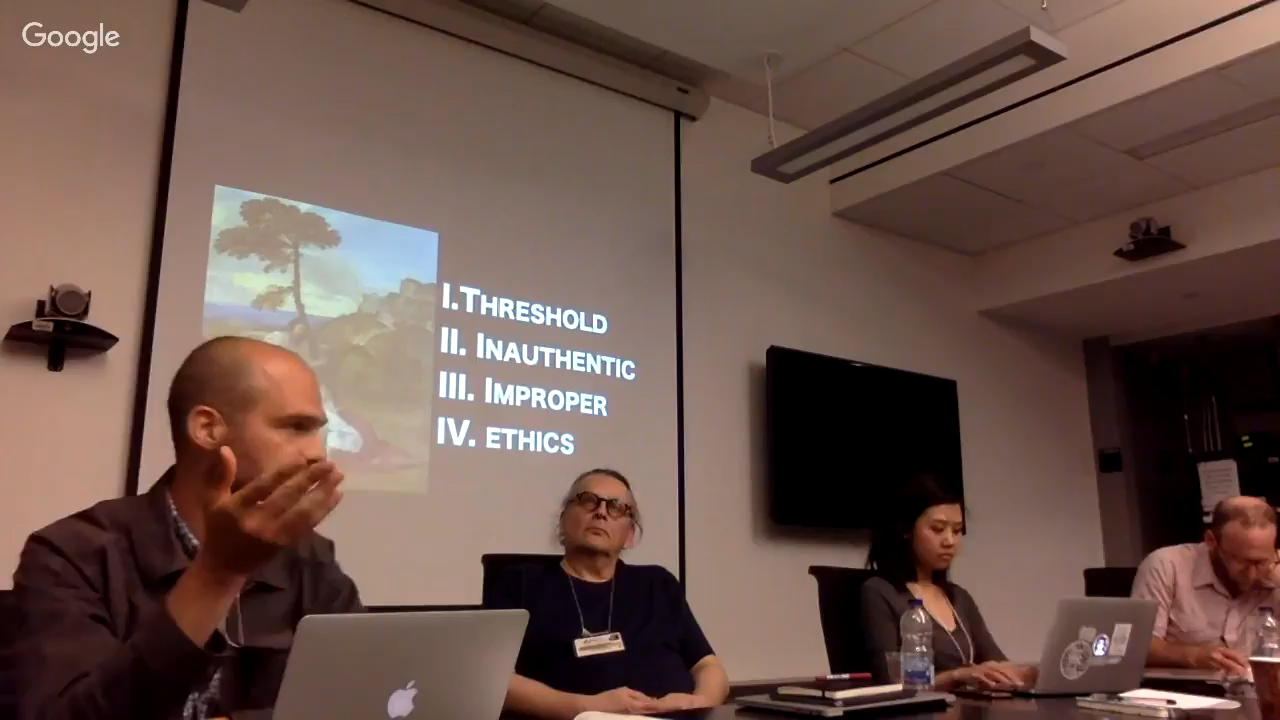 Google
I.THRESHOLD
II. INAUTHENTIC
III. IMPROPER
IV. ETHICS